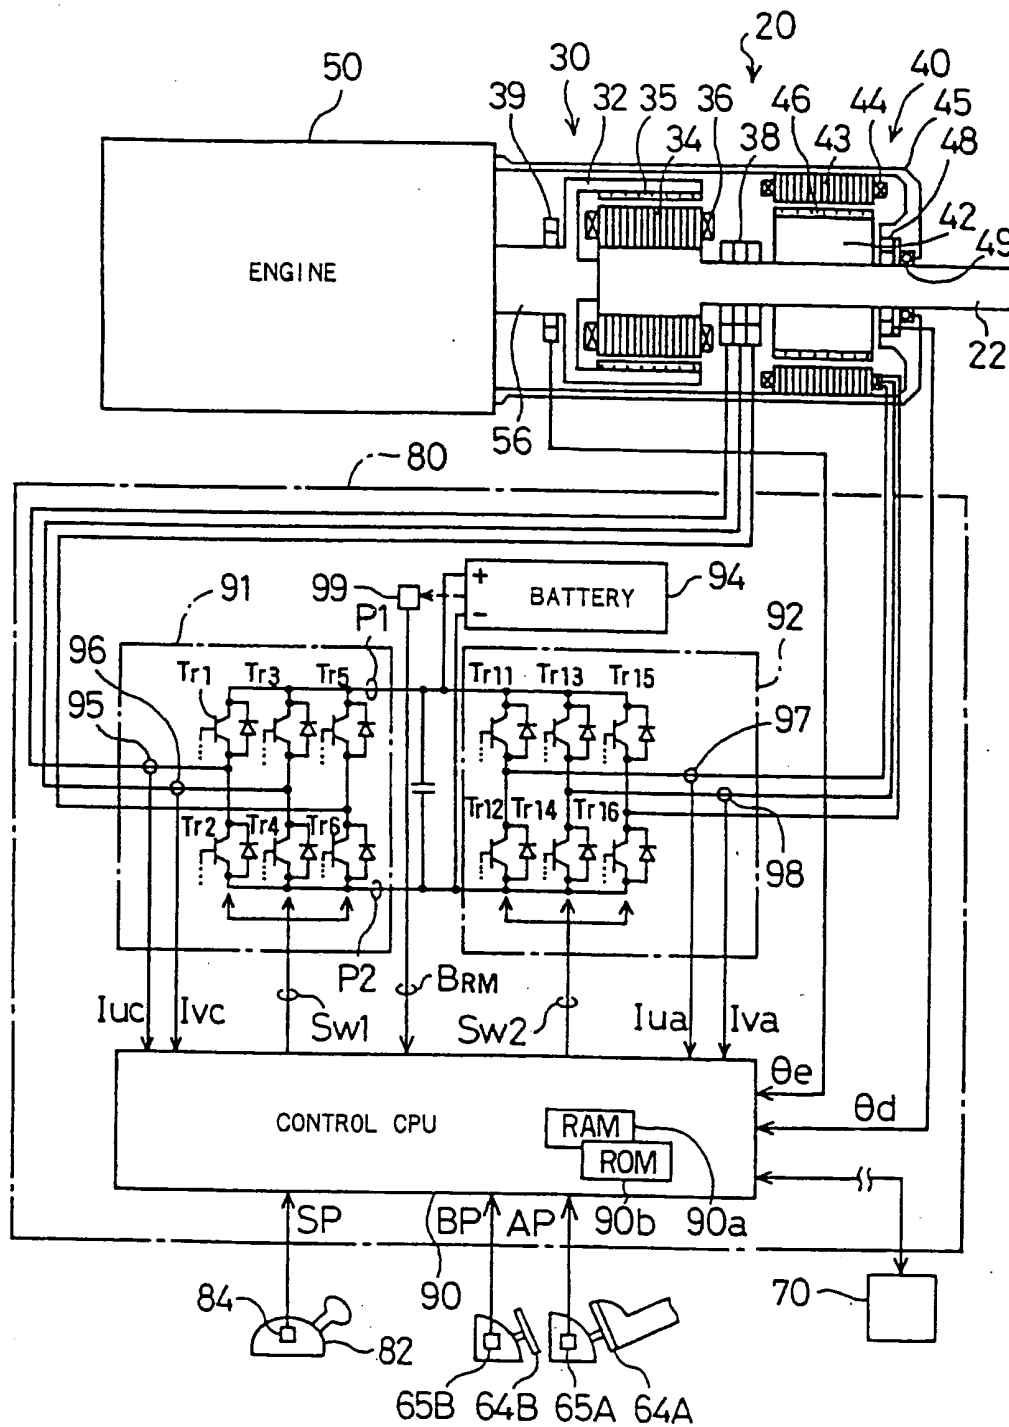 20
50
30
40
39
32
35
46
34
36
38
43
44
45
48
42
49
22
ENGINE
56
80
91
99
P1
+
-
BATTERY
94
92
96
95
Tr1
Tr3
Tr5
Tr11
Tr13
Tr15
97
Tr2
Tr4
Tr6
Tr12
Tr14
Tr16
98
P2
BRM
Iuc
Ivc
Sw1
Sw2
Iua
Iva
θe
θd
CONTROL CPU
RAM
ROM
SP
BP
AP
90b
90a
90
84
82
70
65B
64B
65A
64A